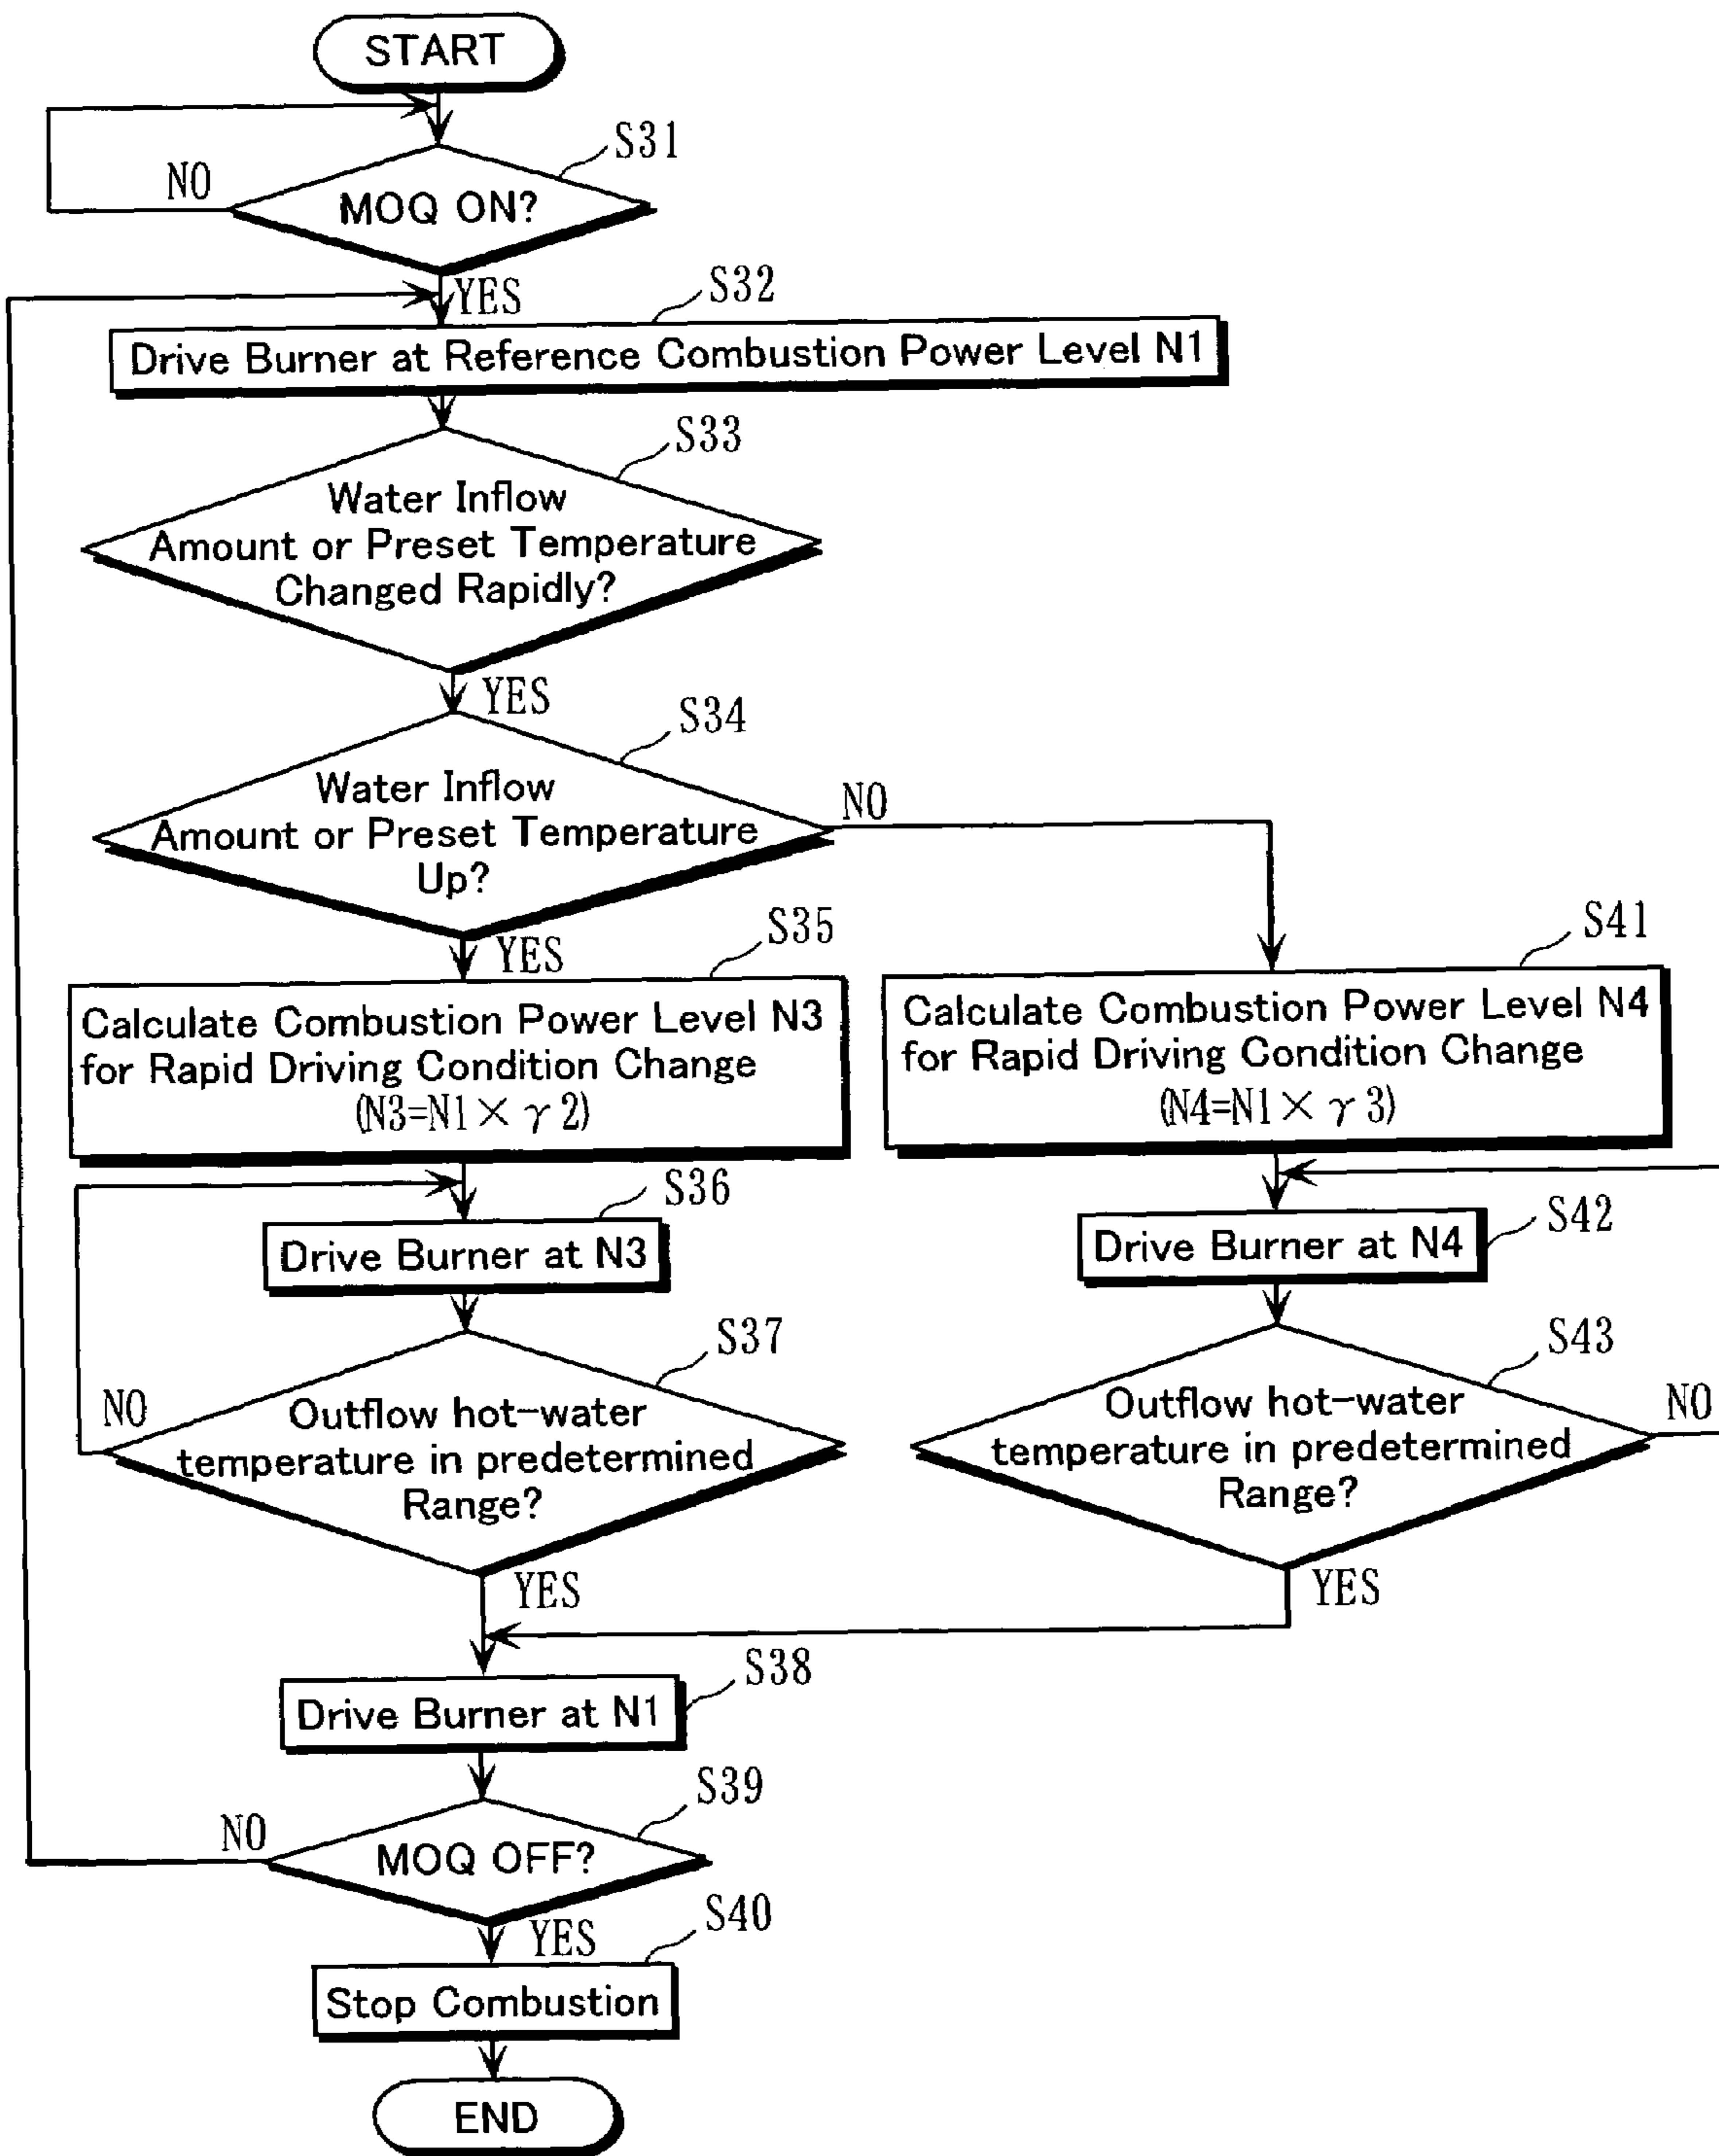 START
S31
NO
MOQ ON?
YES
S32
Drive Burner at Reference Combustion Power Level N1
S33
Water Inflow
Amount or Preset Temperature
Changed Rapidly?
YES
S34
Water Inflow
Amount or Preset Temperature
Up?
NO
YES
S35
Calculate Combustion Power Level N3
for Rapid Driving Condition Change
(N3=N1×γ2)
S41
Calculate Combustion Power Level N4
for Rapid Driving Condition Change
(N4=N1×γ3)
S36
Drive Burner at N3
S42
Drive Burner at N4
S37
NO
Outflow hot-water
temperature in predetermined
Range?
YES
S43
NO
Outflow hot-water
temperature in predetermined
Range?
YES
S38
Drive Burner at N1
S39
NO
MOQ OFF?
YES
S40
Stop Combustion
END